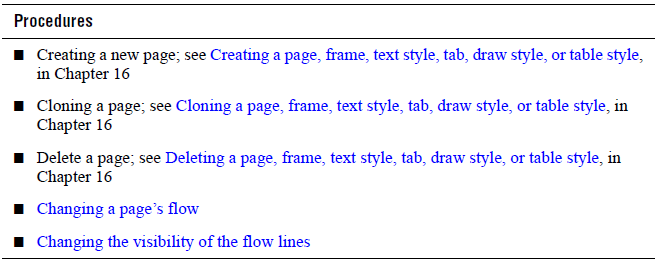 Procedures
■ Creating a new page; see Creating a page, frame, text style, tab, draw style, or table style,
in Chapter 16
■ Cloning a page; see Cloning a page, frame, text style, tab, draw style, or table style, in
Chapter 16
■ Delete a page; see Deleting a page, frame, text style, tab, draw style, or table style, in
Chapter 16
■ Changing a page’s flow
■ Changing the visibility of the flow lines